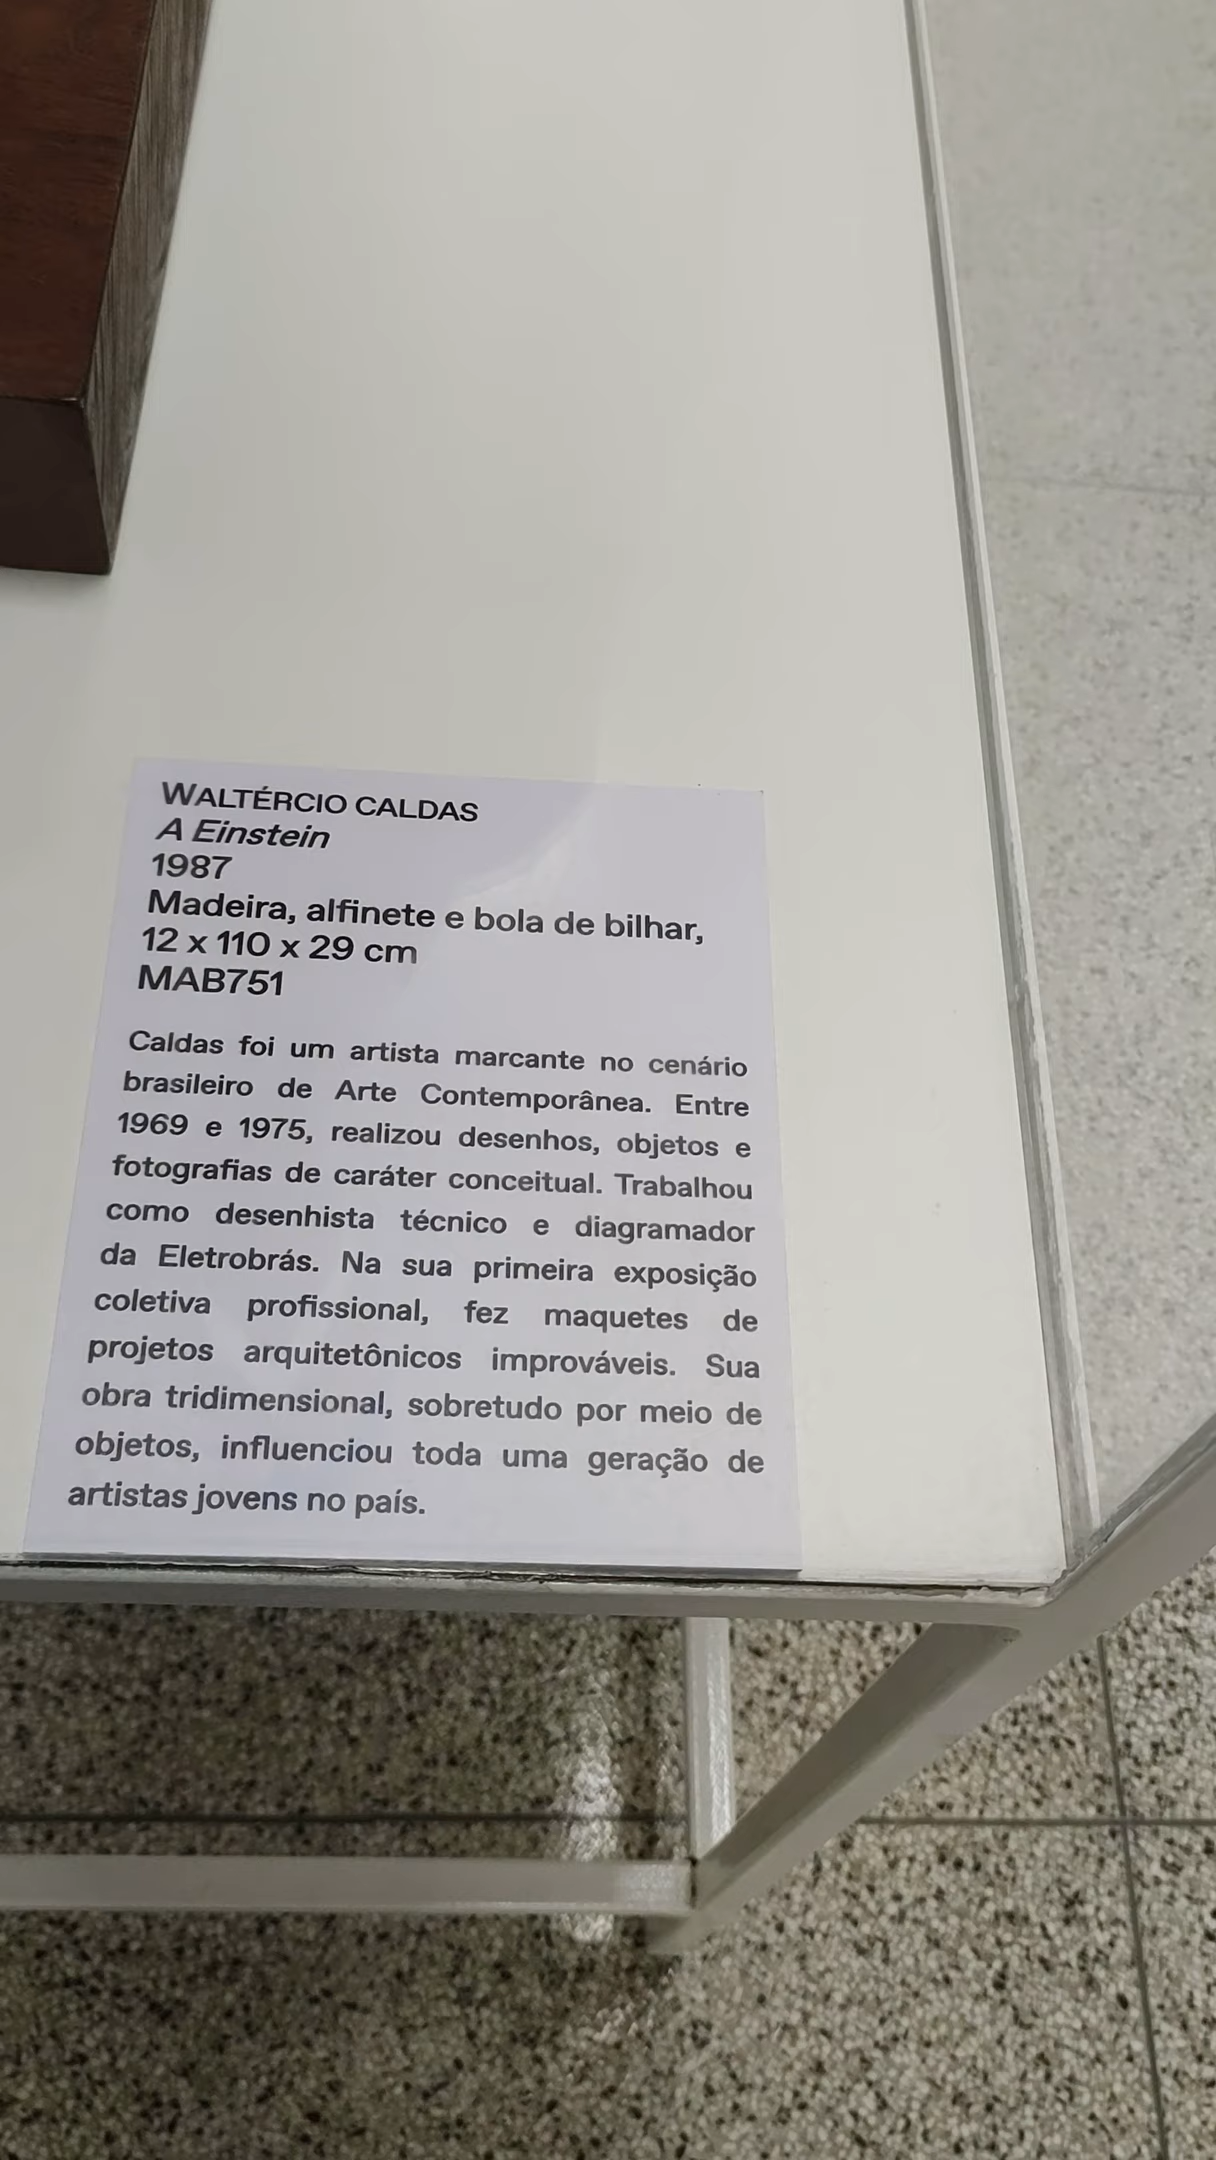 WALTÉRCIO CALDAS
A Einstein
1987
Madeira, alfinete e bola de bilhar,
12 x 110 x 29 cm
MAB751
Caldas foi um artista marcante no cenário
brasileiro de Arte Contemporânea. Entre
1969 e 1975, realizou desenhos, objetos e
fotografias de caráter conceitual. Trabalhou
como desenhista técnico e diagramador
da Eletrobrás. Na sua primeira exposição
coletiva profissional, fez maquetes de
projetos arquitetônicos improváveis. Sua
obra tridimensional, sobretudo por meio de
objetos, influenciou toda uma geração de
artistas jovens no país.